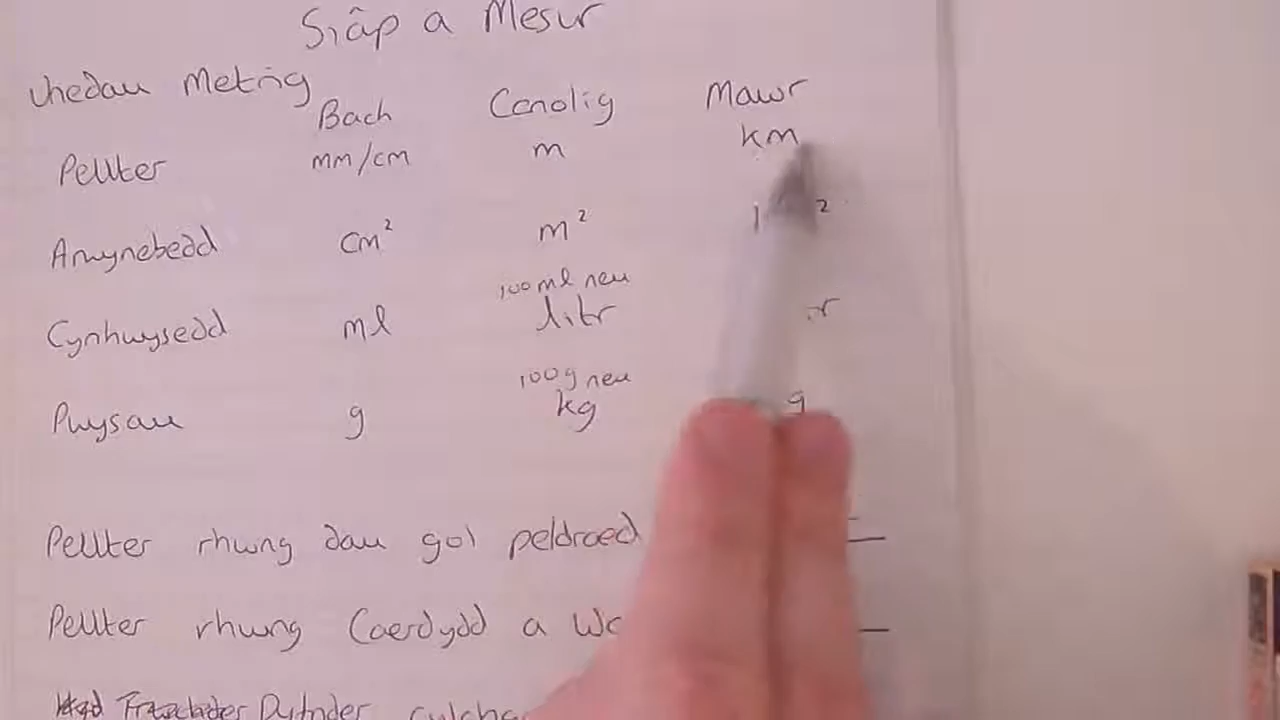 Siâp a Mesur
Unedau Metrig
Bach Canolig Mawr
Pellter mm/cm m km
Arwynebedd cm² m²
100ml neu
Cynhwysedd ml litr
100g neu
Pwysau g kg
Pellter rhwng dau gol peldroed
Pellter rhwng Caerdydd a